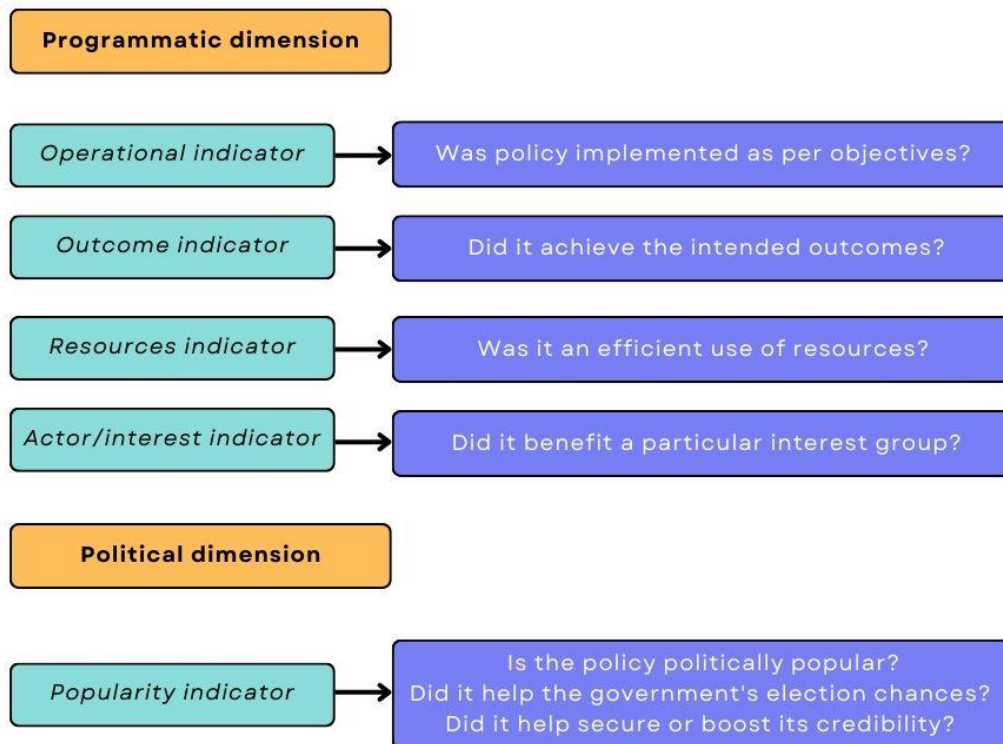 Programmatic dimension
Operational indicator
Was policy implemented as per objectives?
Outcome indicator
Did it achieve the intended outcomes?
Resources indicator
Was it an efficient use of resources?
Actor/interest indicator
Did it benefit a particular interest group?
Political dimension
Popularity indicator
Is the policy politically popular?
Did it help the government's election chances?
Did it help secure or boost its credibility?